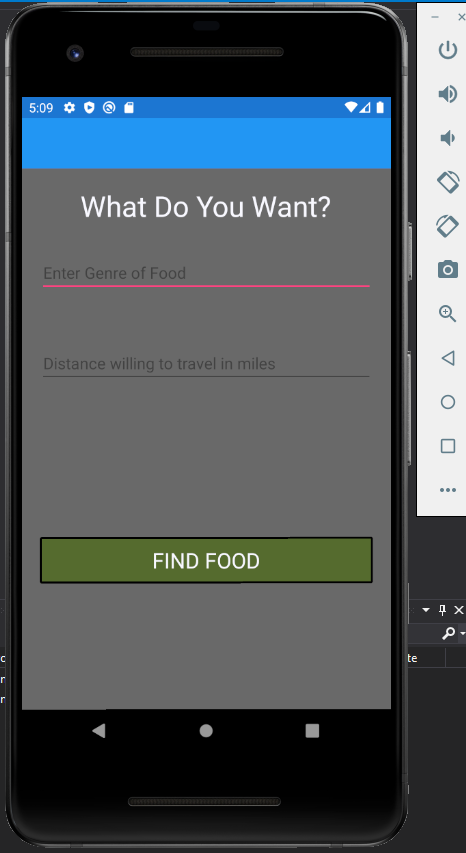 5:09
What Do You Want?
Enter Genre of Food
Distance willing to travel in miles
FIND FOOD
te